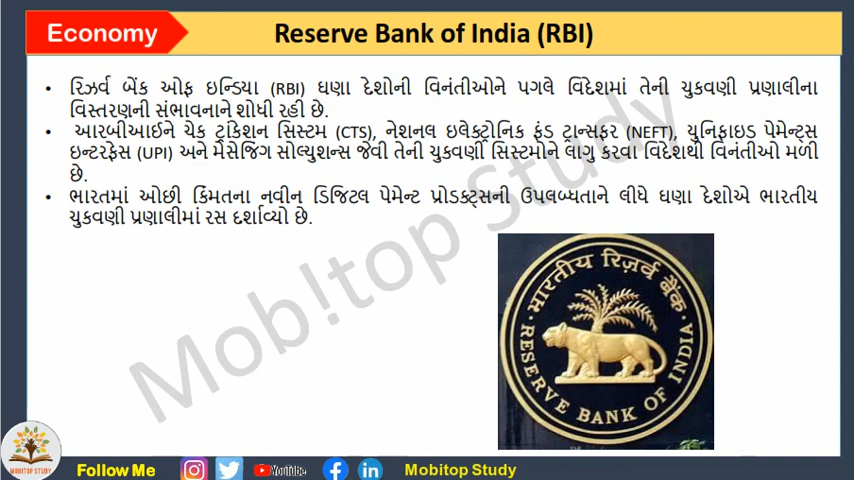 Economy
Reserve Bank of India (RBI)
• રિઝર્વ બેંક ઓફ ઇન્ડિયા (RBI) ઘણા દેશોની વિનંતીઓને પગલે વિદેશમાં તેની ચુકવણી પ્રણાલીના
વિસ્તરણની સંભાવનાને શોધી રહી છે.
• આરબીઆઈને ચેક ટ્રાંકેશન સિસ્ટમ (CTS), નેશનલ ઇલેક્ટ્રોનિક ફંડ ટ્રાન્સફર (NEFT), યુનિફાઇડ પેમેન્ટ્સ
ઇન્ટરફેસ (UPI) અને મેસેજિંગ સોલ્યુશન્સ જેવી તેની ચુકવણી સિસ્ટમોને લાગુ કરવા વિદેશથી વિનંતીઓ મળી
છે.
• ભારતમાં ઓછી કિંમતના નવીન ડિજિટલ પેમેન્ટ પ્રોડક્ટ્સની ઉપલબ્ધતાને લીધે ઘણા દેશોએ ભારતીય
ચુકવણી પ્રણાલીમાં રસ દર્શાવ્યો છે.
Mob!top Study
भारतीय रिज़र्व बैंक
RESERVE BANK OF INDIA
MOBITOP STUDY
Follow Me
YouTube
Mobitop Study